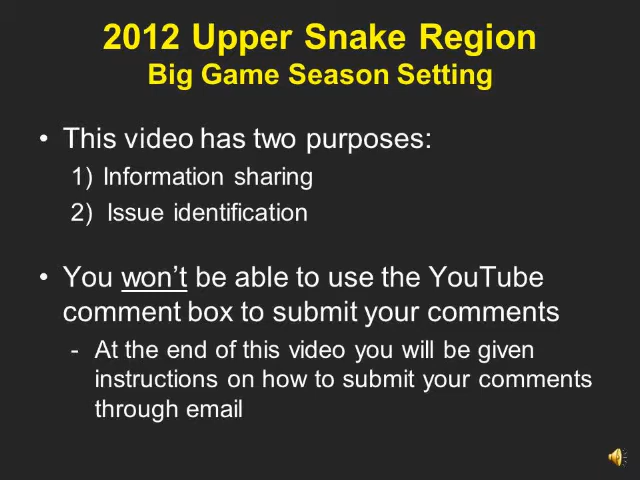 2012 Upper Snake Region
Big Game Season Setting
• This video has two purposes:
1) Information sharing
2) Issue identification
• You won't be able to use the YouTube
comment box to submit your comments
- At the end of this video you will be given
instructions on how to submit your comments
through email